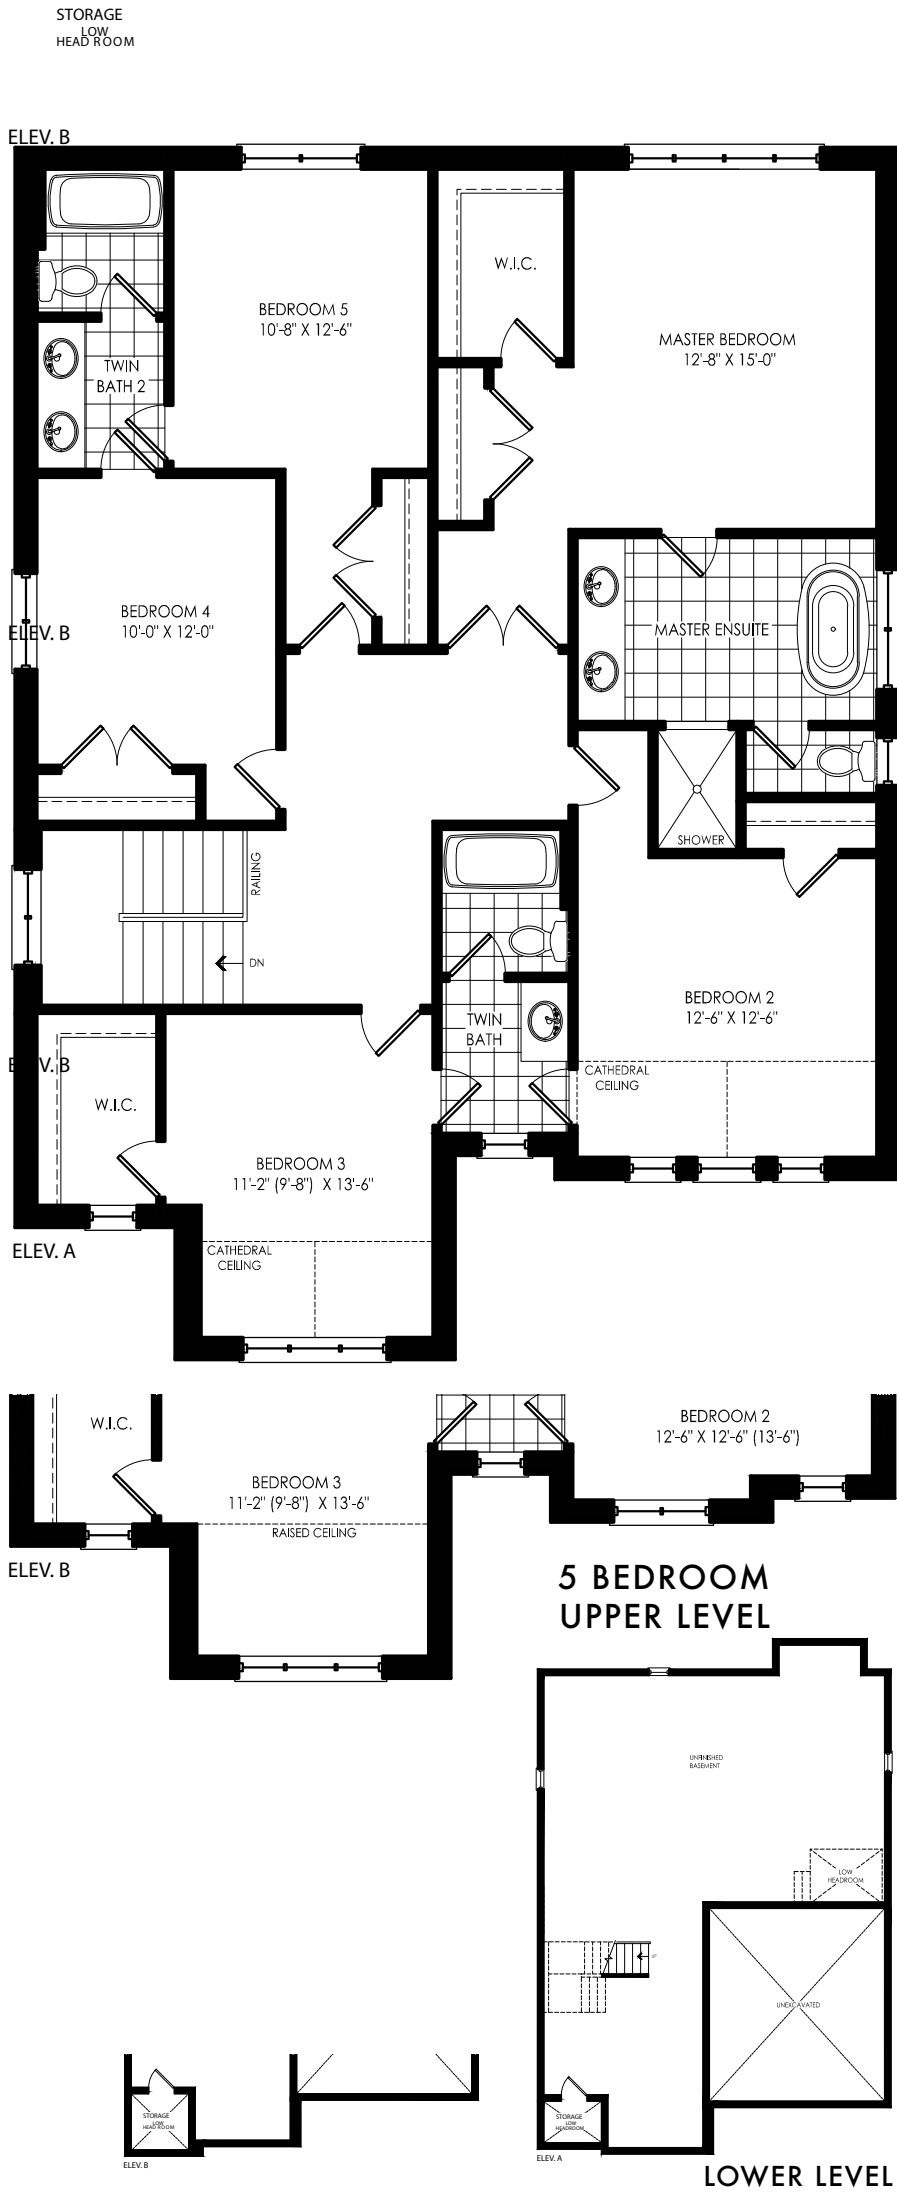 STORAGE
LOW
HEAD ROOM
ELEV. B
W.I.C.
BEDROOM 5
10'-8" X 12'-6"
MASTER BEDROOM
12'-8" X 15'-0"
TWIN
BATH 2
BEDROOM 4
10'-0" X 12'-0"
ELEV. B
MASTER ENSUITE
SHOWER
RAILING
DN
BEDROOM 2
12'-6" X 12'-6"
TWIN
BATH
ELEV. B
CATHEDRAL
CEILING
W.I.C.
BEDROOM 3
11'-2" (9'-8") X 13'-6"
ELEV. A
CATHEDRAL
CEILING
W.I.C.
BEDROOM 2
12'-6" X 12'-6" (13'-6")
BEDROOM 3
11'-2" (9'-8") X 13'-6"
RAISED CEILING
ELEV. B
5 BEDROOM
UPPER LEVEL
UNFINISHED
BASEMENT
LOW
HEADROOM
UNEXCAVATED
STORAGE
LOW
HEAD ROOM
ELEV. B
STORAGE
LOW
HEADROOM
ELEV. A
LOWER LEVEL